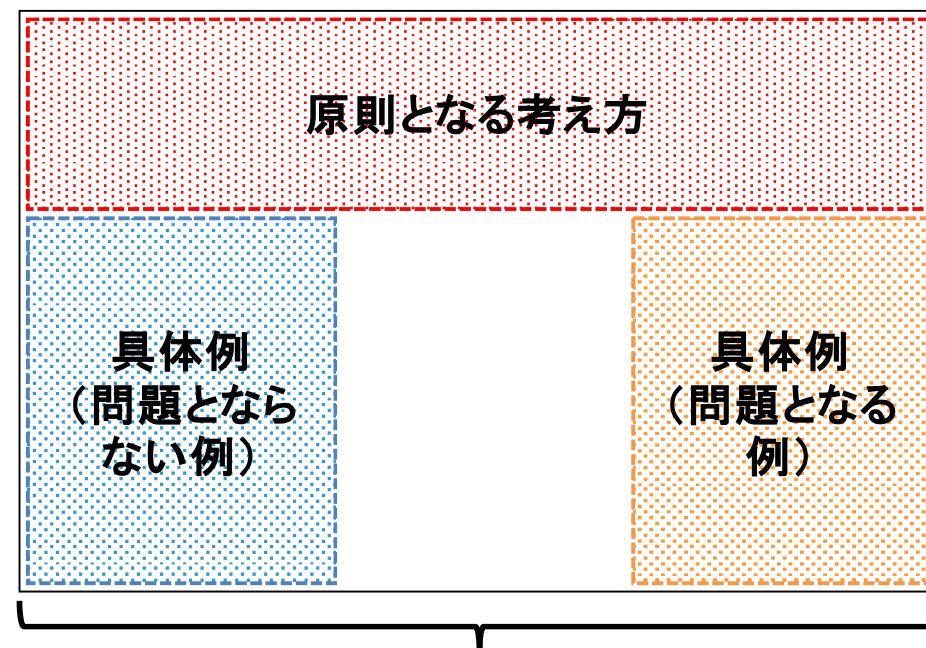 原則となる考え方
具体例
（問題となら
ない例）
具体例
（問題となる
例）